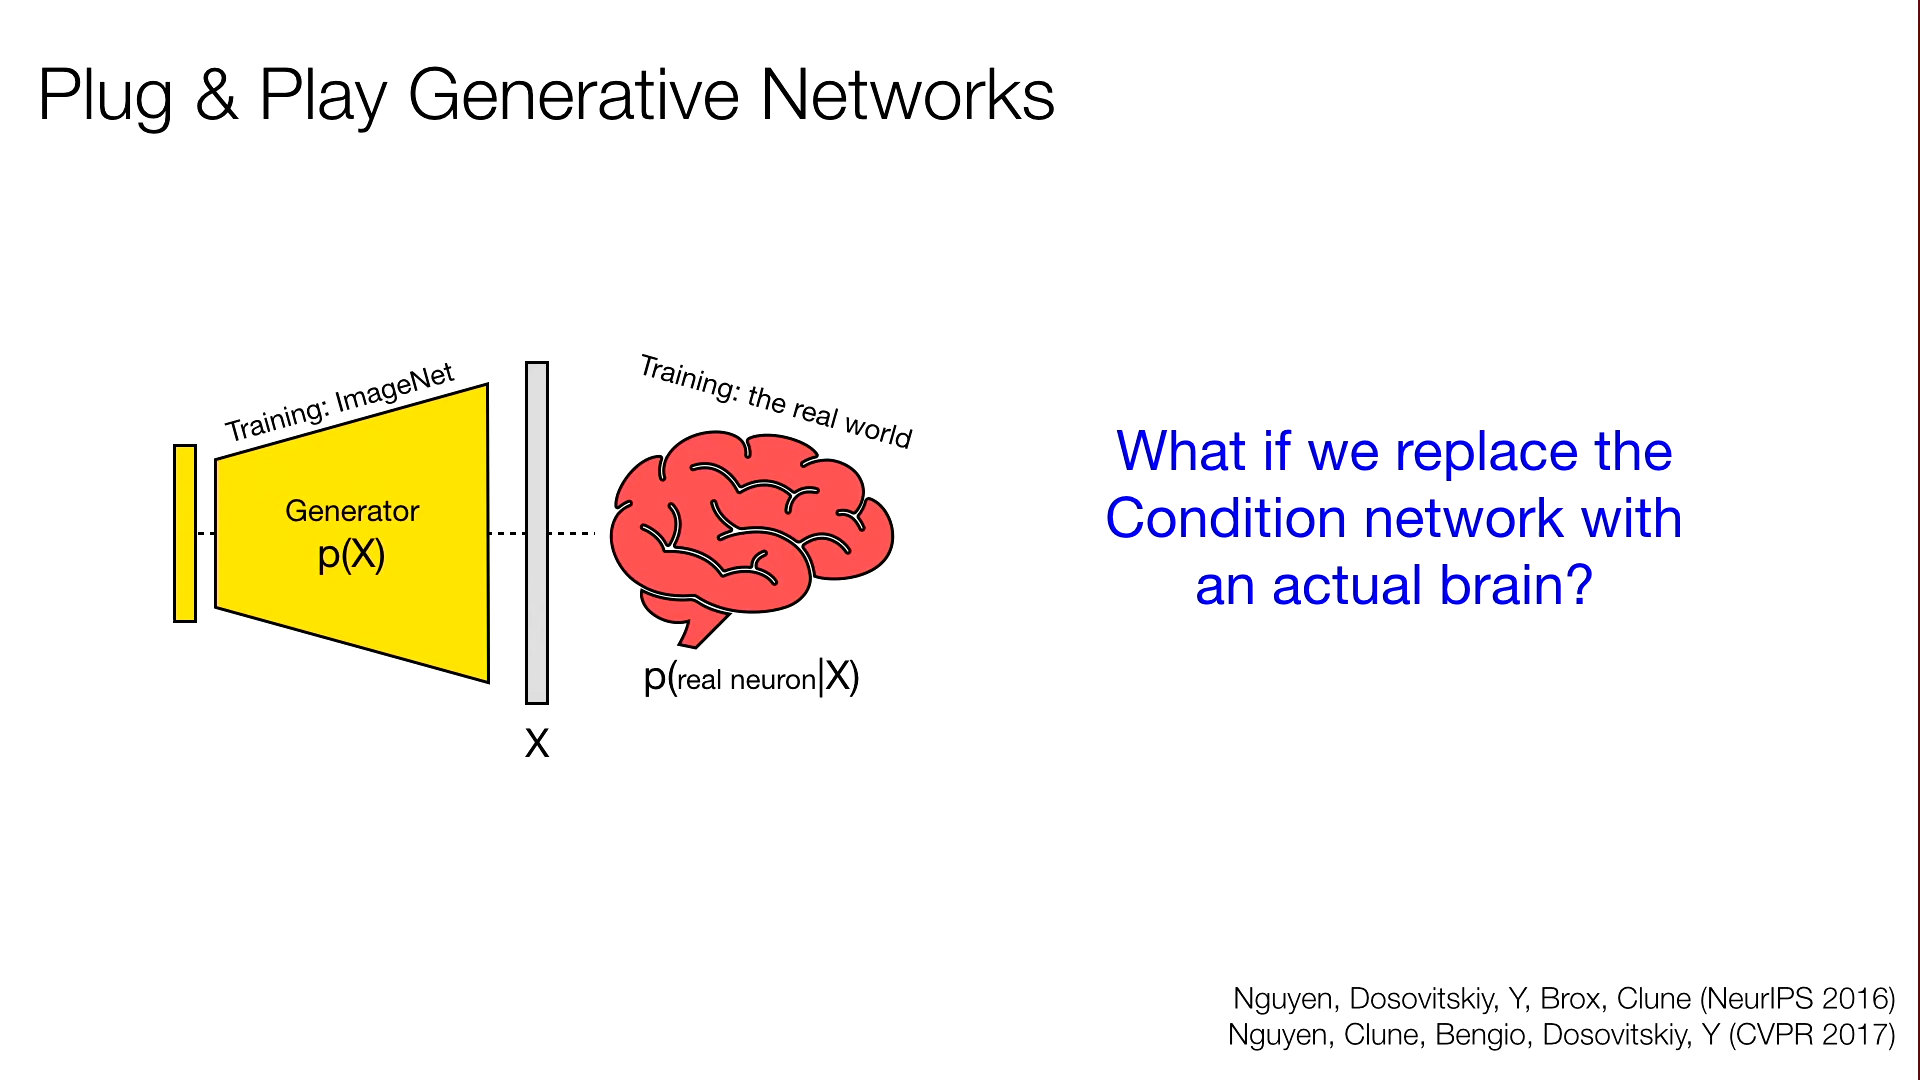 Plug & Play Generative Networks
Training: ImageNet
Training: the real world
Generator
p(X)
p(real neuron|X)
X
What if we replace the
Condition network with
an actual brain?
Nguyen, Dosovitskiy, Y, Brox, Clune (NeurIPS 2016)
Nguyen, Clune, Bengio, Dosovitskiy, Y (CVPR 2017)